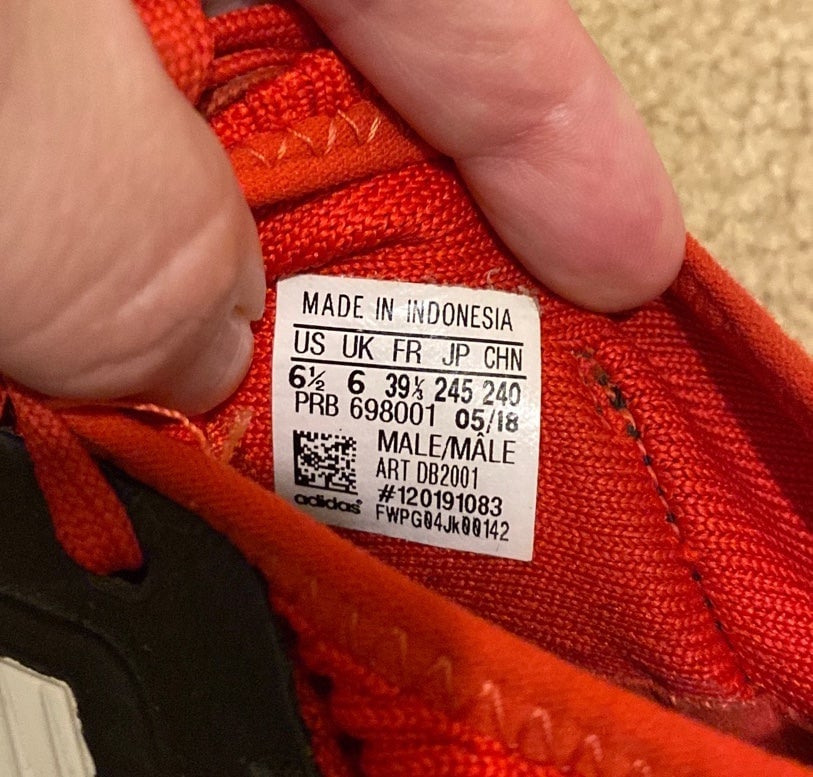 MADE IN INDONESIA
US UK FR JP CHN
6½ 6 39⅓ 245 240
PRB 698001 05/18
MALE/MÂLE
ART DB2001
#120191083
adidas FWPG04Jk00142